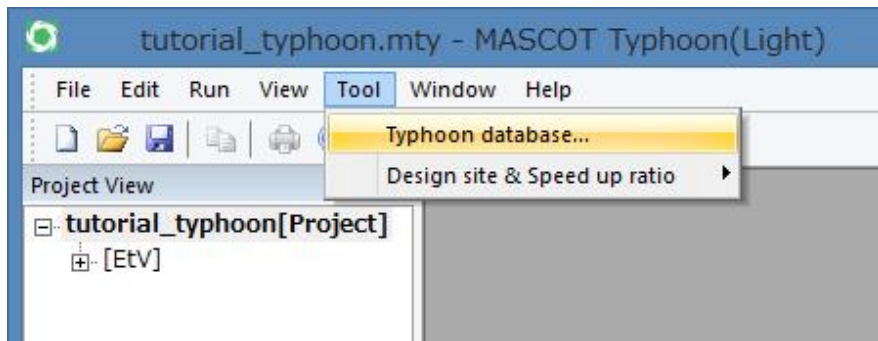 tutorial_typhoon.mty - MASCOT Typhoon(Light)
File Edit Run View Tool Window Help
Typhoon database...
Design site & Speed up ratio
Project View
tutorial_typhoon[Project]
[EtV]